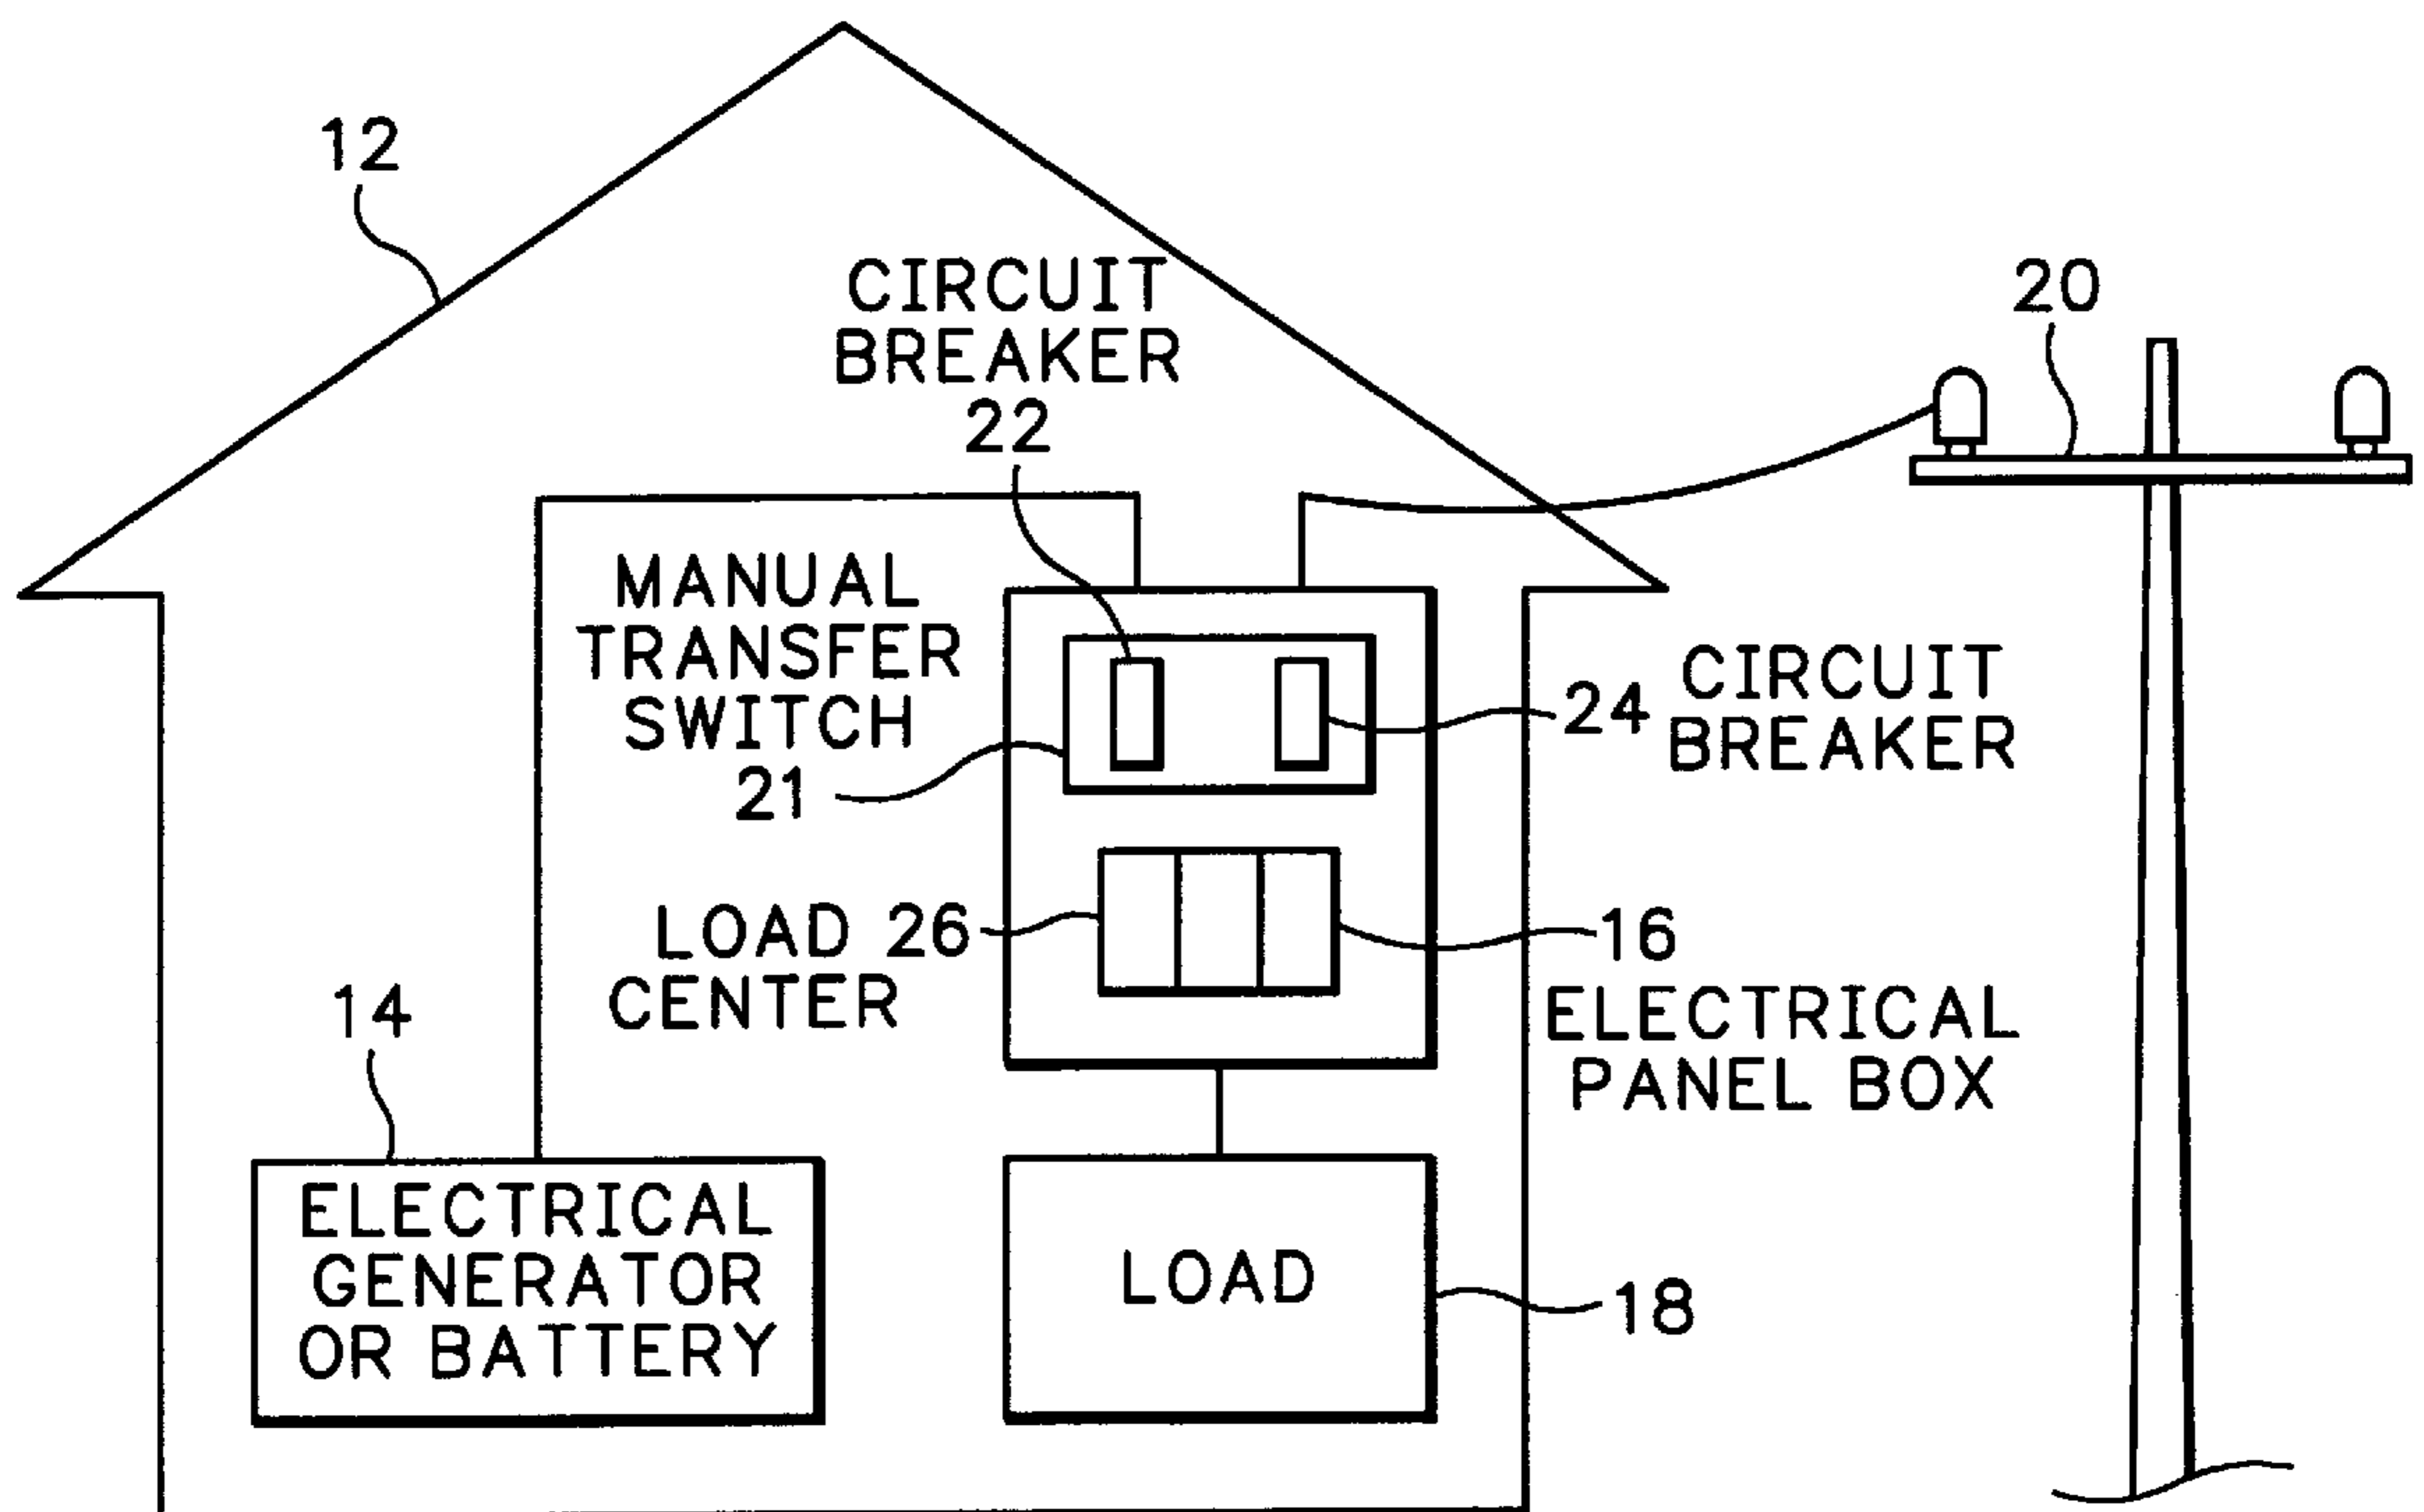 12
CIRCUIT
BREAKER
22
20
MANUAL
TRANSFER
SWITCH
21
24
CIRCUIT
BREAKER
LOAD 26
CENTER
16
ELECTRICAL
PANEL BOX
14
ELECTRICAL
GENERATOR
OR BATTERY
LOAD
18